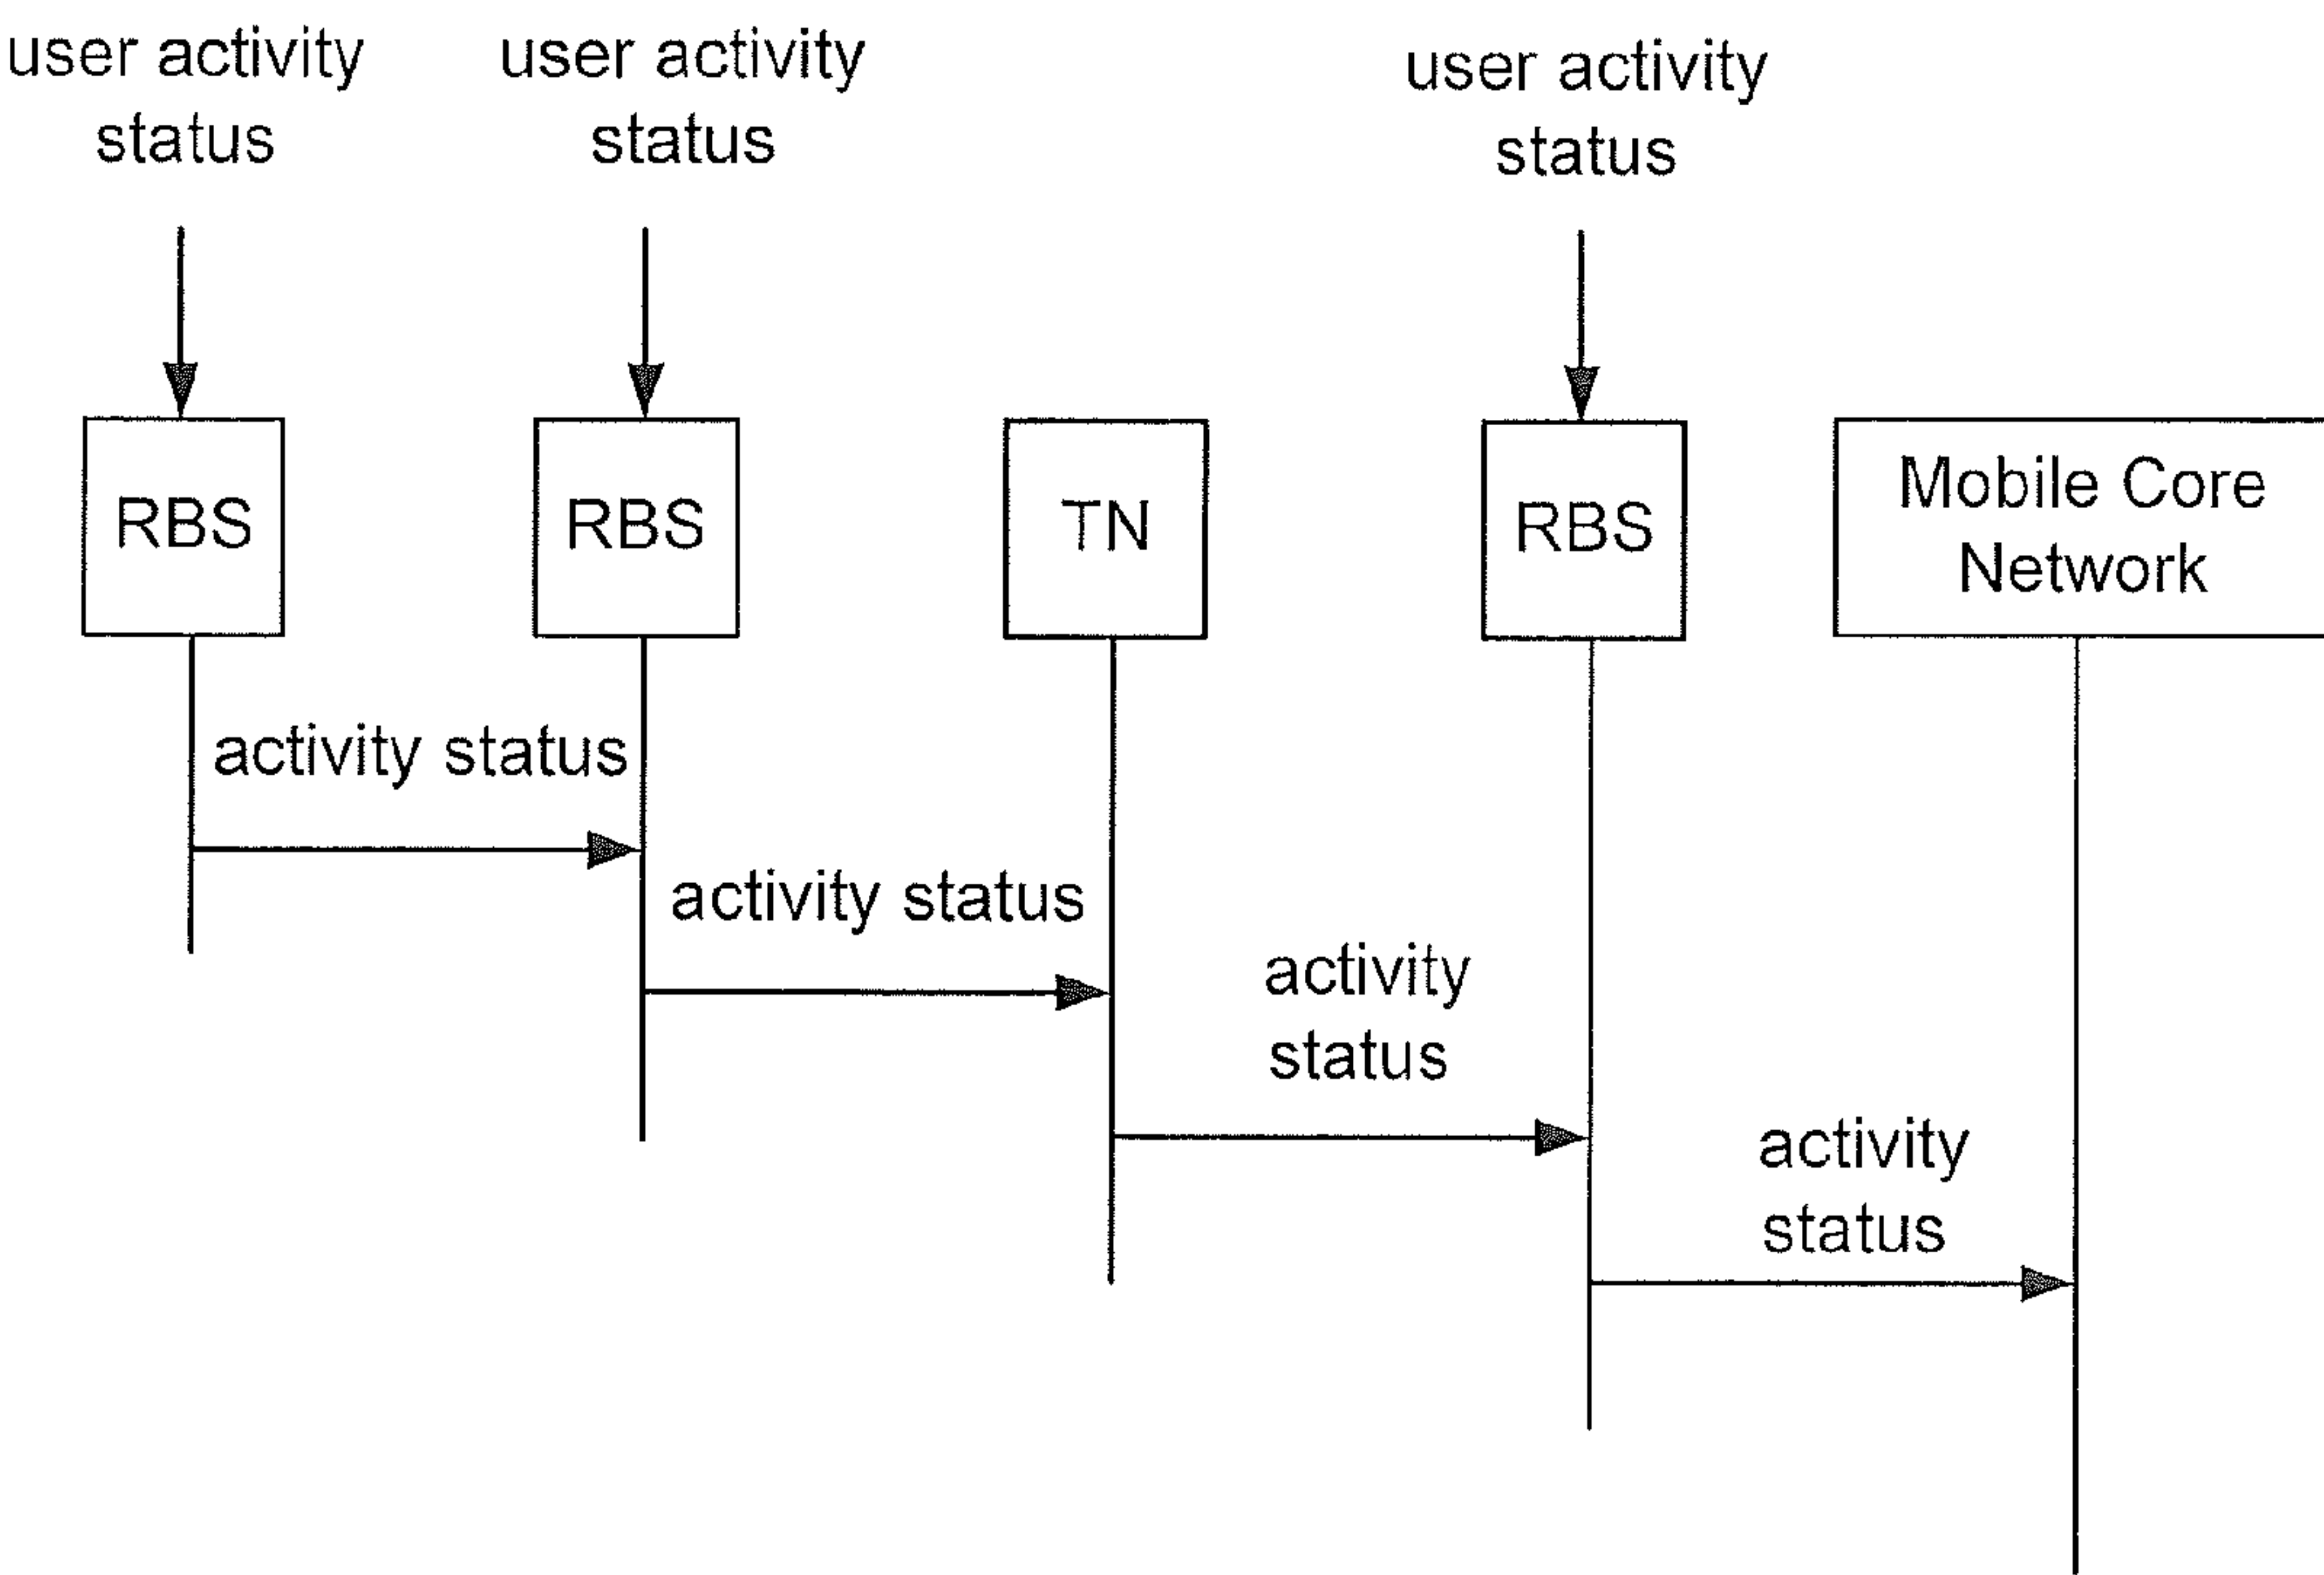 user activity
status
user activity
status
user activity
status
RBS
RBS
TN
RBS
Mobile Core
Network
activity status
activity status
activity
status
activity
status